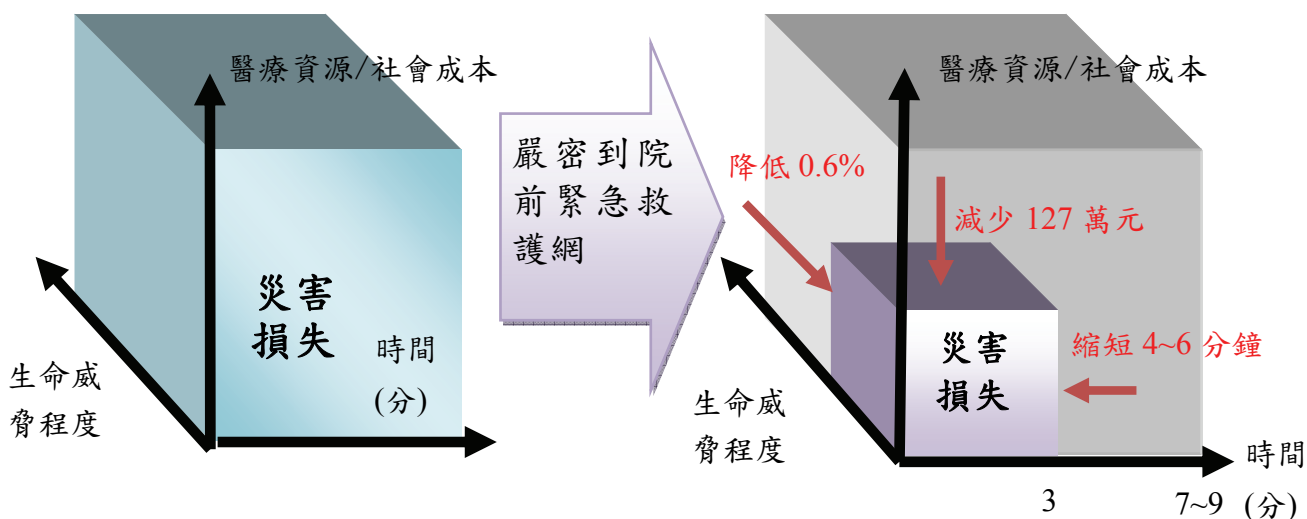 醫療資源/社會成本
災害
損失
時間
(分)
生命威
脅程度
嚴密到院
前緊急救
護網
醫療資源/社會成本
降低 0.6%
減少 127 萬元
縮短 4~6 分鐘
災害
損失
生命威
脅程度
時間
(分)
3
7~9